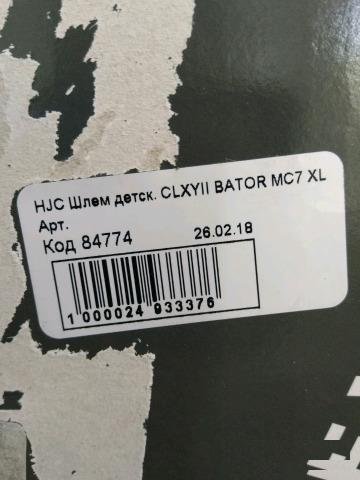 HJC Шлем детск. CLXYII BATOR MC7 XL
Арт.
Код 84774 26.02.18
1 000024 933376